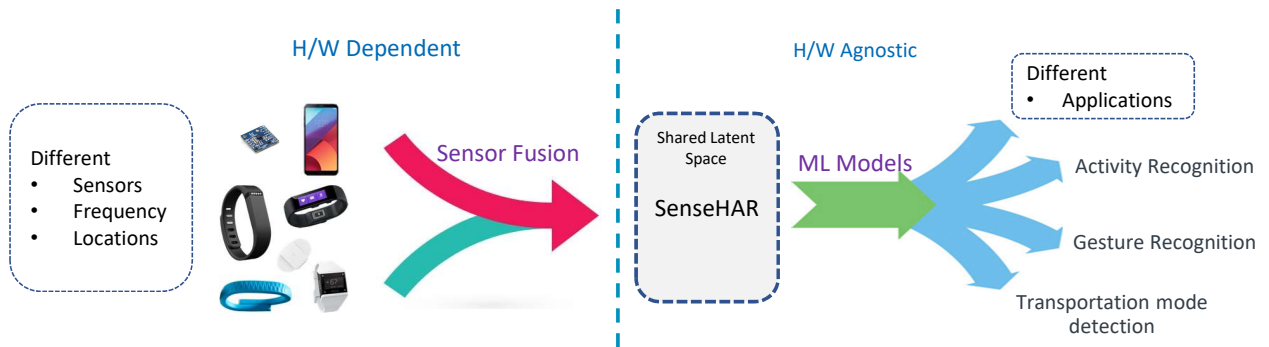 H/W Dependent
Different
• Sensors
• Frequency
• Locations
Sensor Fusion
H/W Agnostic
Shared Latent
Space
SenseHAR
ML Models
Different
• Applications
Activity Recognition
Gesture Recognition
Transportation mode
detection